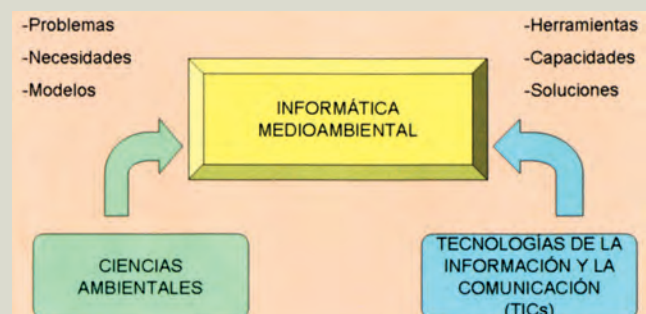 -Problemas
-Necesidades
-Modelos
-Herramientas
-Capacidades
-Soluciones
INFORMÁTICA
MEDIOAMBIENTAL
CIENCIAS
AMBIENTALES
TECNOLOGÍAS DE LA
INFORMACIÓN Y LA
COMUNICACIÓN
(TICs)